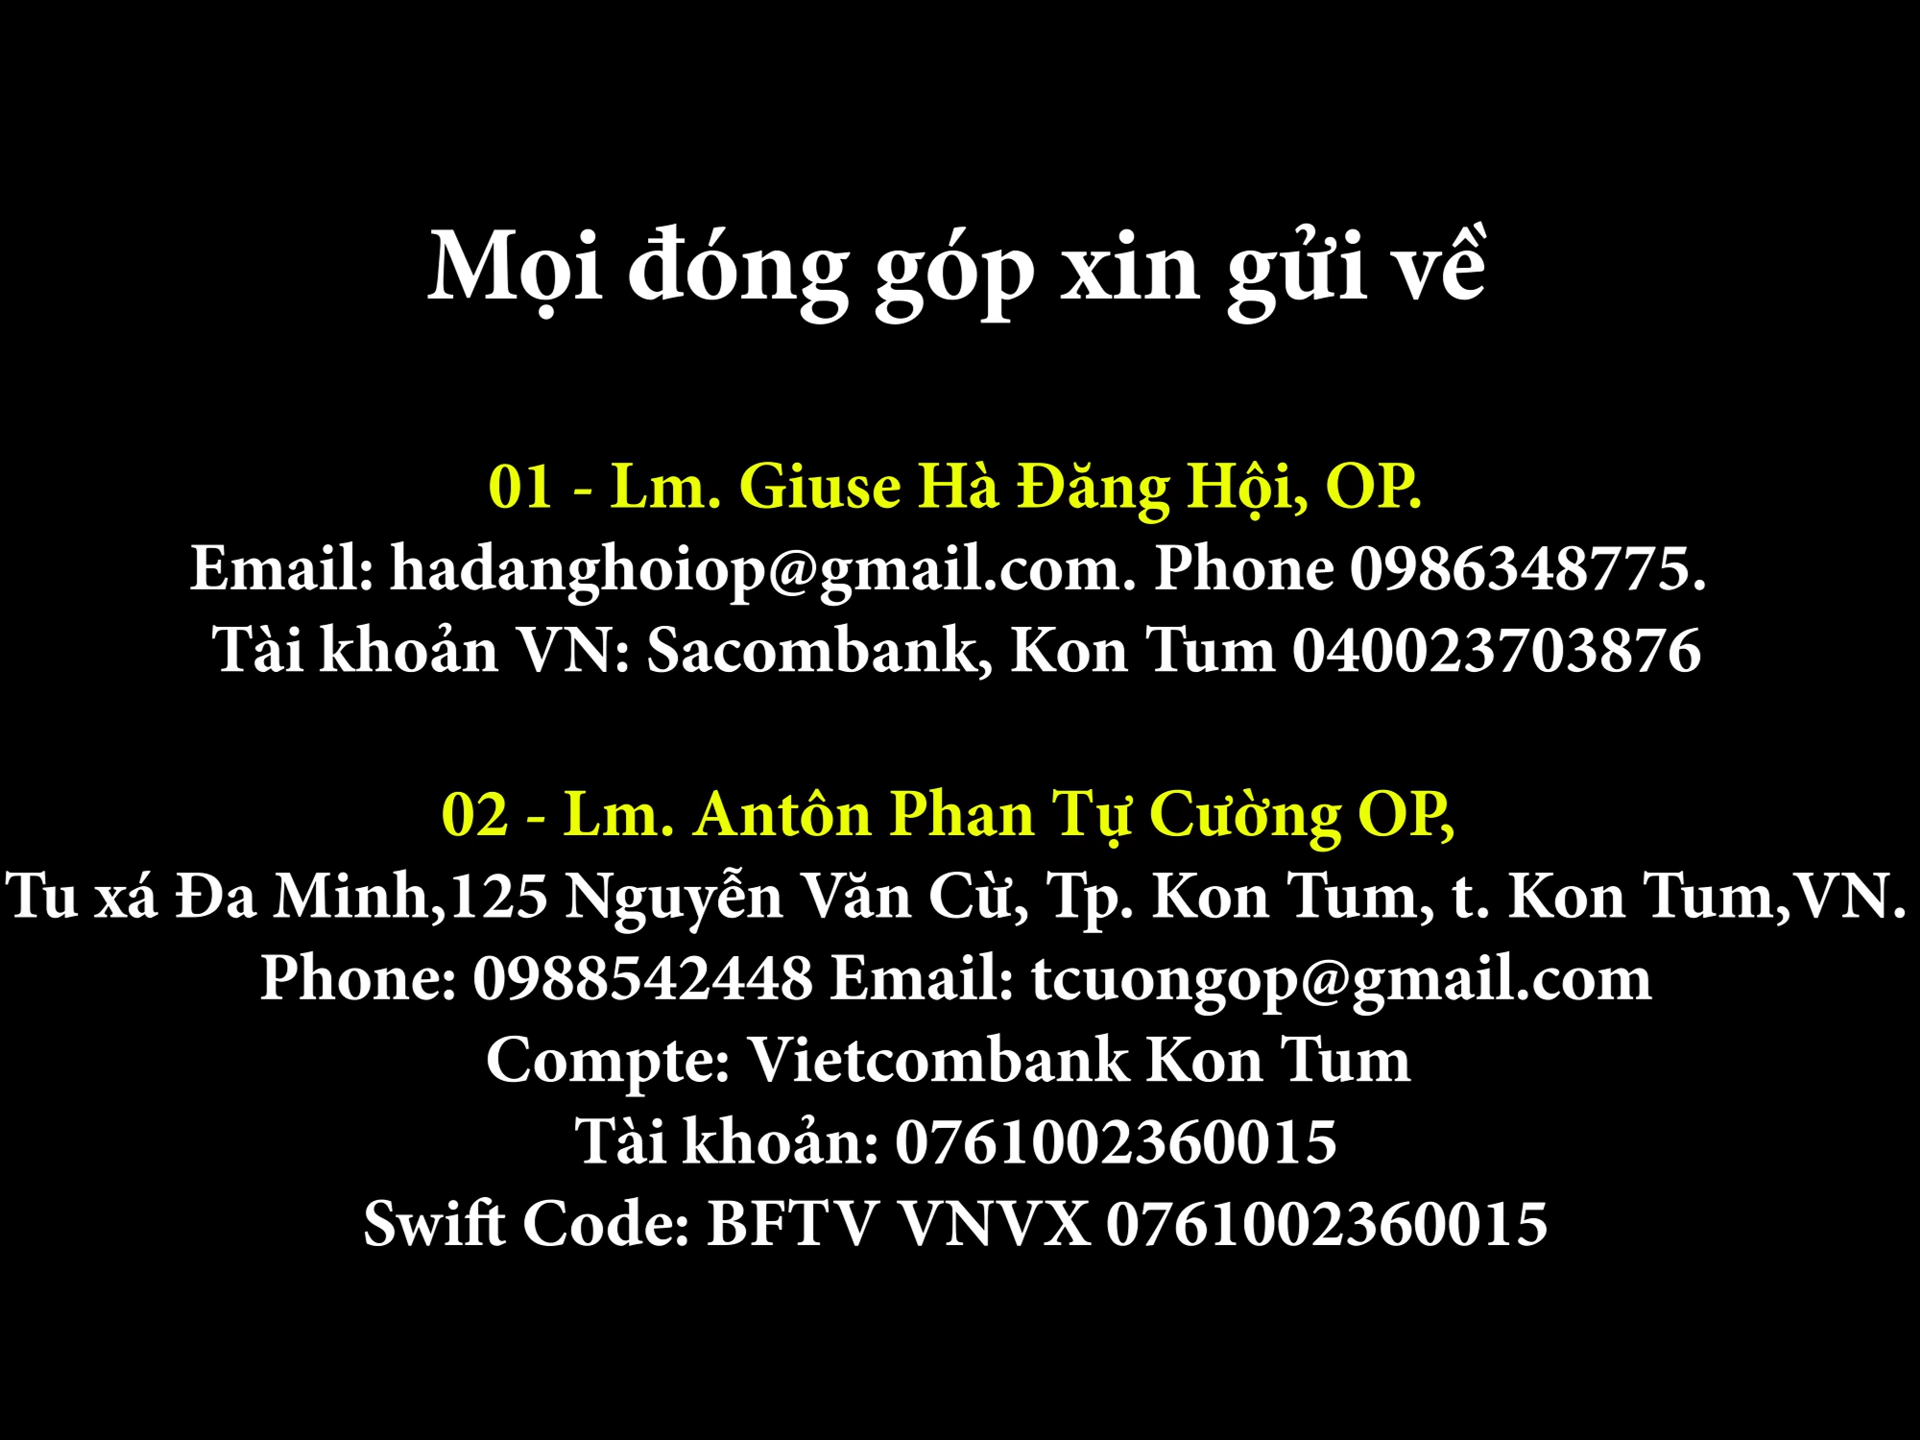 Mọi đóng góp xin gửi về
01 - Lm. Giuse Hà Đăng Hội, OP.
Email: hadanghoiop@gmail.com. Phone 0986348775.
Tài khoản VN: Sacombank, Kon Tum 040023703876
02 - Lm. Antôn Phan Tự Cường OP,
Tu xá Đa Minh,125 Nguyễn Văn Cừ, Tp. Kon Tum, t. Kon Tum,VN.
Phone: 0988542448 Email: tcuongop@gmail.com
Compte: Vietcombank Kon Tum
Tài khoản: 0761002360015
Swift Code: BFTV VNVX 0761002360015